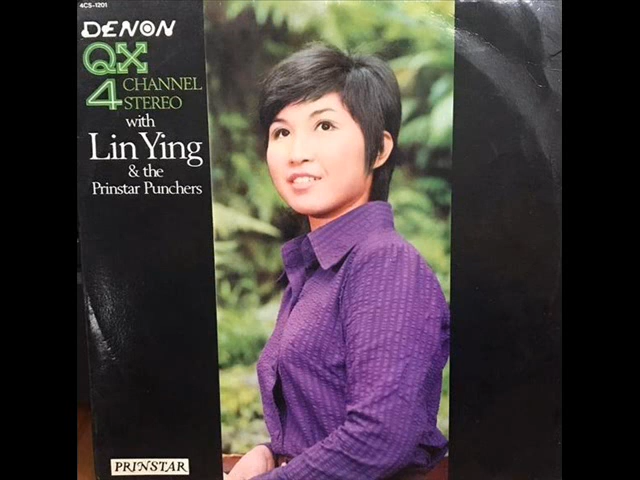 4CS-1201
DENON
QX
4 CHANNEL
STEREO
with
Lin Ying
& the
Prinstar Punchers
PRINSTAR